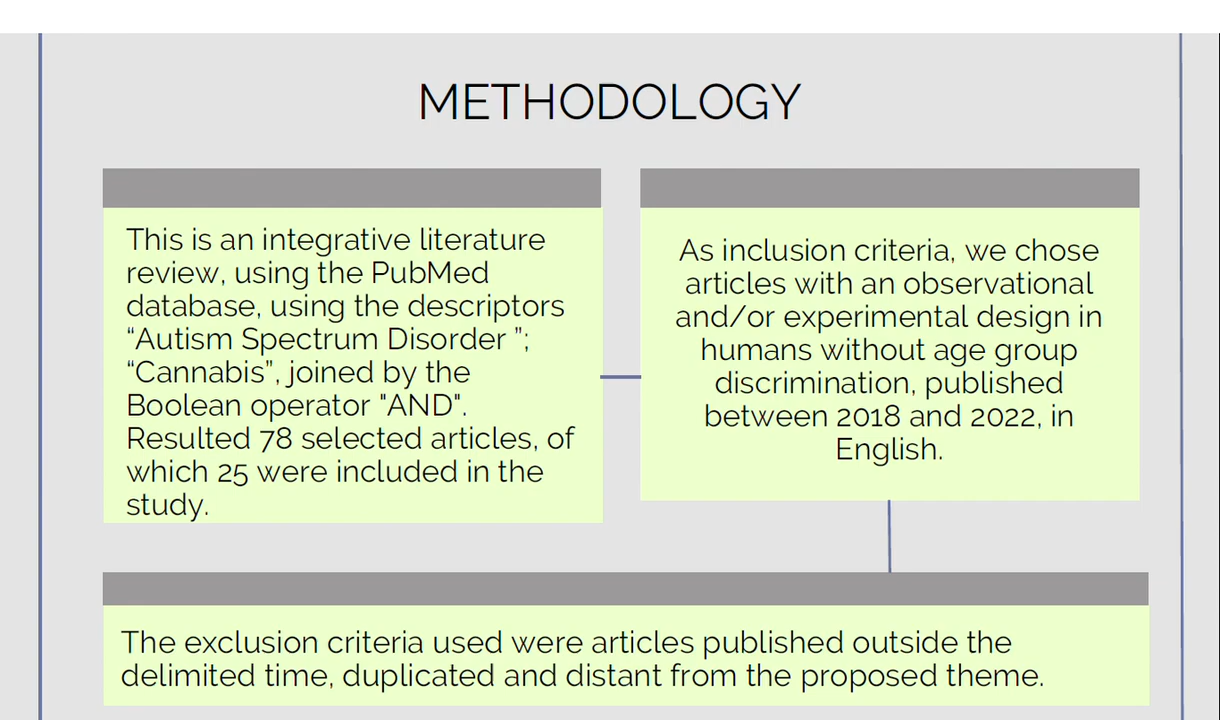 METHODOLOGY
This is an integrative literature
review, using the PubMed
database, using the descriptors
“Autism Spectrum Disorder ”;
“Cannabis”, joined by the
Boolean operator "AND".
Resulted 78 selected articles, of
which 25 were included in the
study.
As inclusion criteria, we chose
articles with an observational
and/or experimental design in
humans without age group
discrimination, published
between 2018 and 2022, in
English.
The exclusion criteria used were articles published outside the
delimited time, duplicated and distant from the proposed theme.